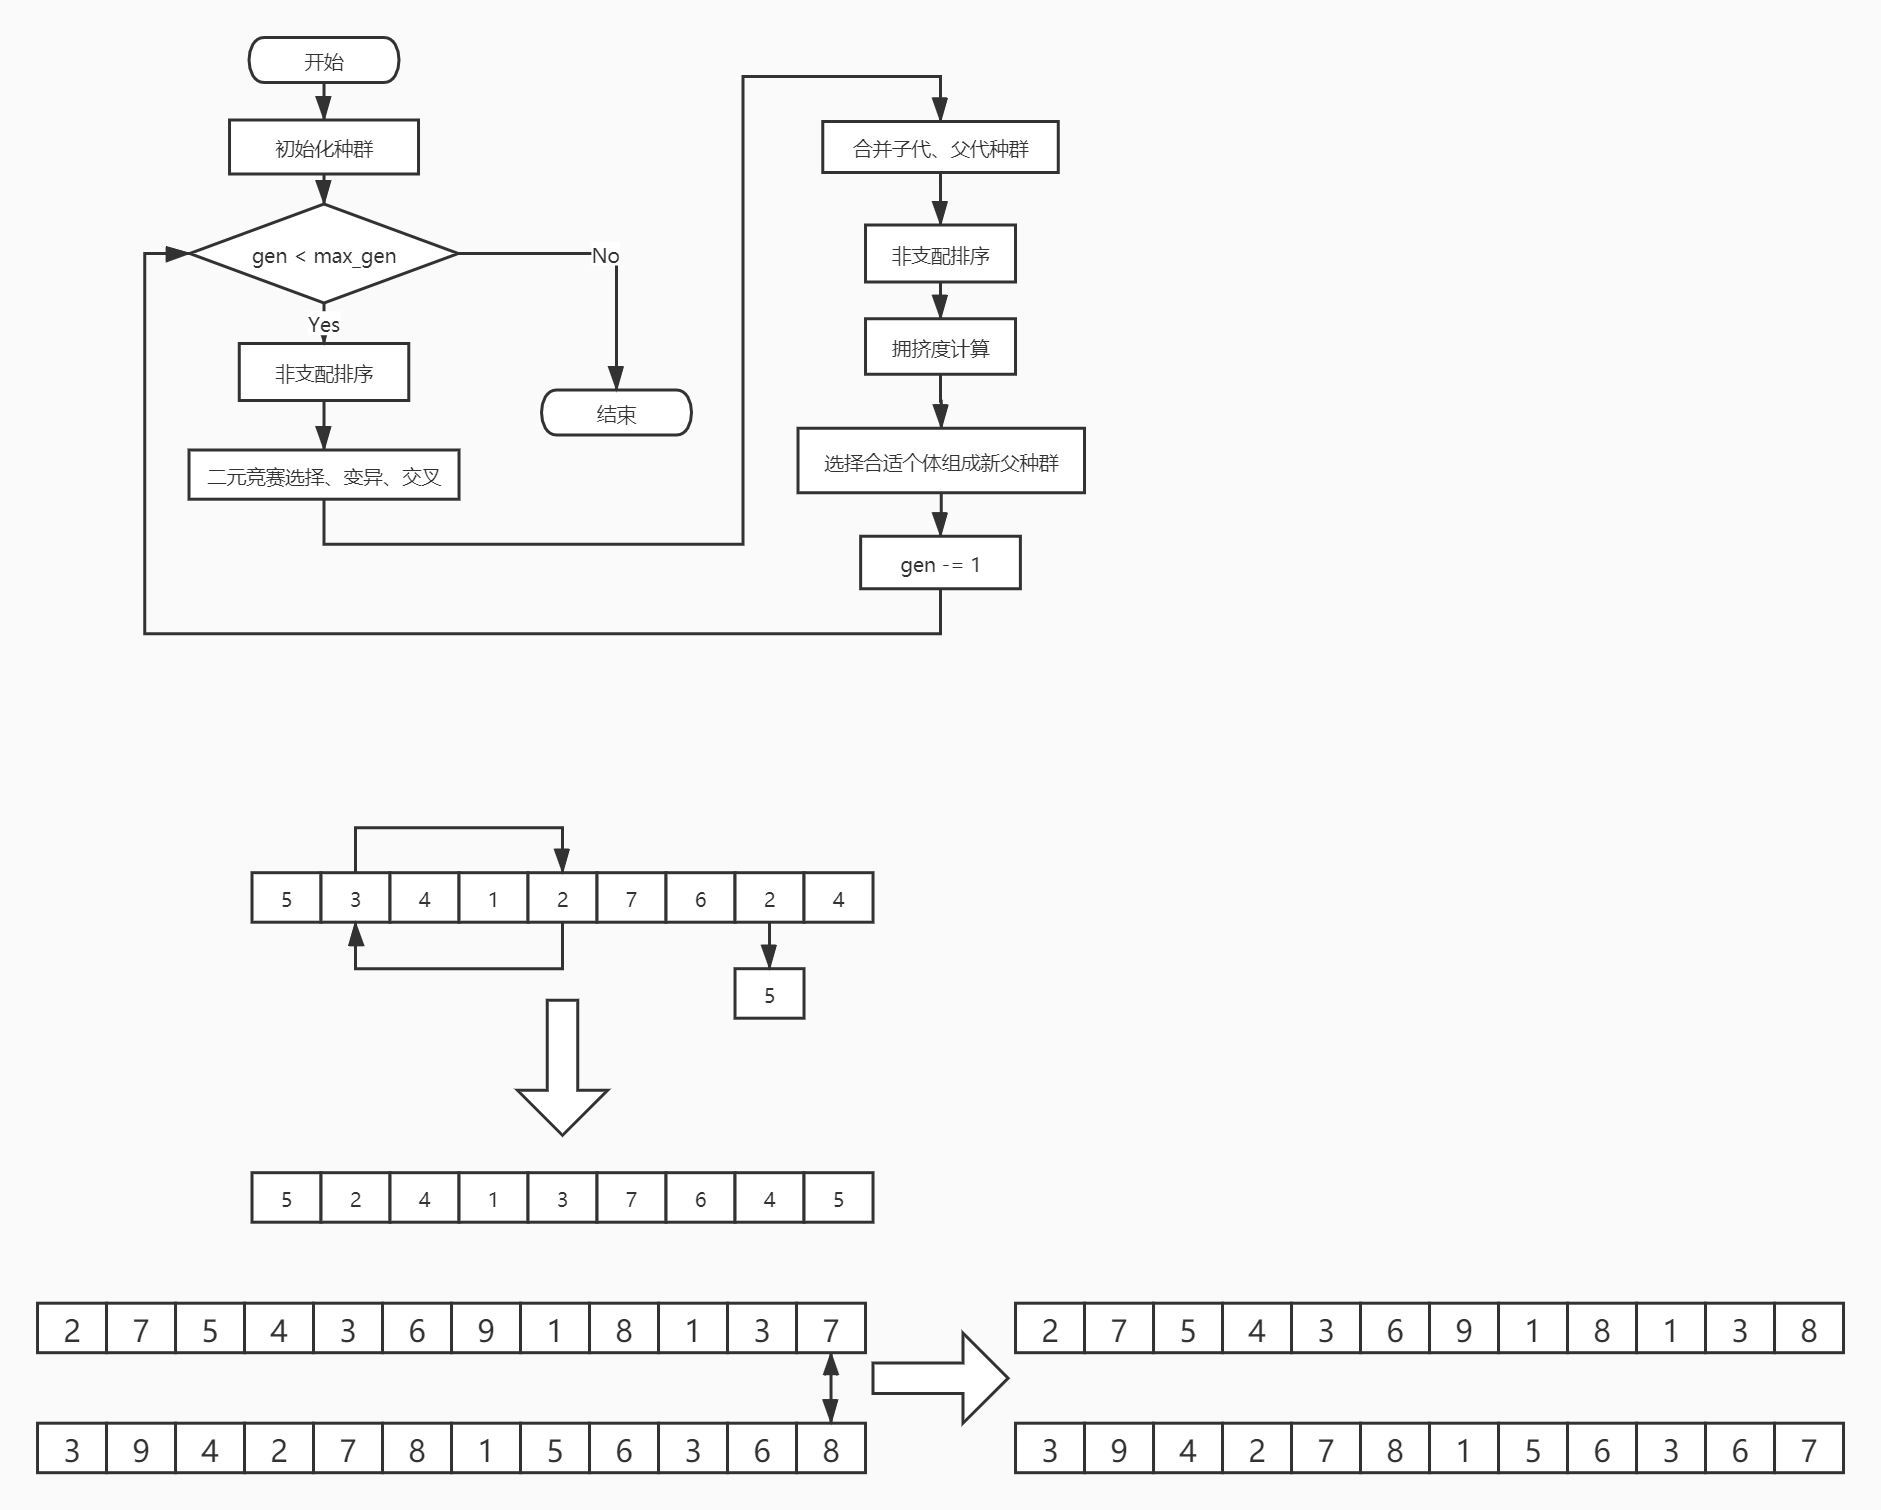 开始
初始化种群
gen < max_gen
No
Yes
非支配排序
结束
二元竞赛选择、变异、交叉
合并子代、父代种群
非支配排序
拥挤度计算
选择合适个体组成新父种群
gen -= 1
5 3 4 1 2 7 6 2 4
5
5 2 4 1 3 7 6 4 5
2 7 5 4 3 6 9 1 8 1 3 7
3 9 4 2 7 8 1 5 6 3 6 8
2 7 5 4 3 6 9 1 8 1 3 8
3 9 4 2 7 8 1 5 6 3 6 7